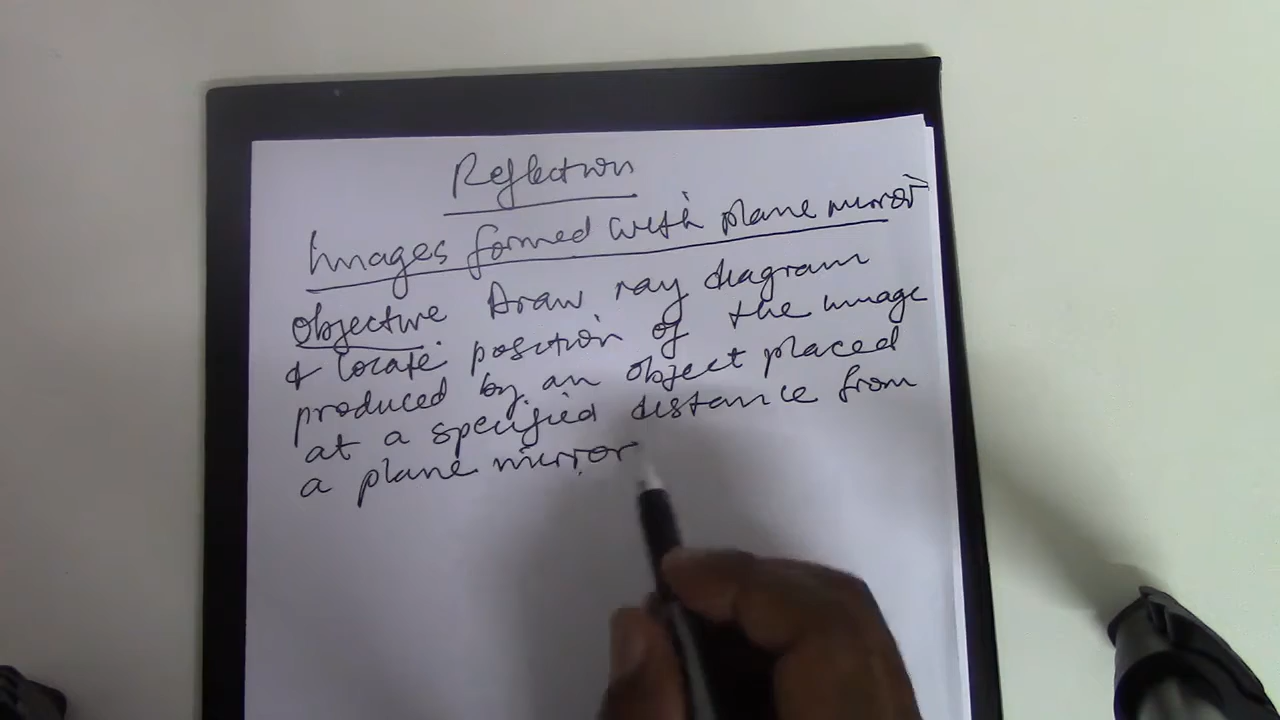 Reflection
Images formed with plane mirror
Objective: Draw ray diagram
& locate position of the image
produced by an object placed
at a specified distance from
a plane mirror